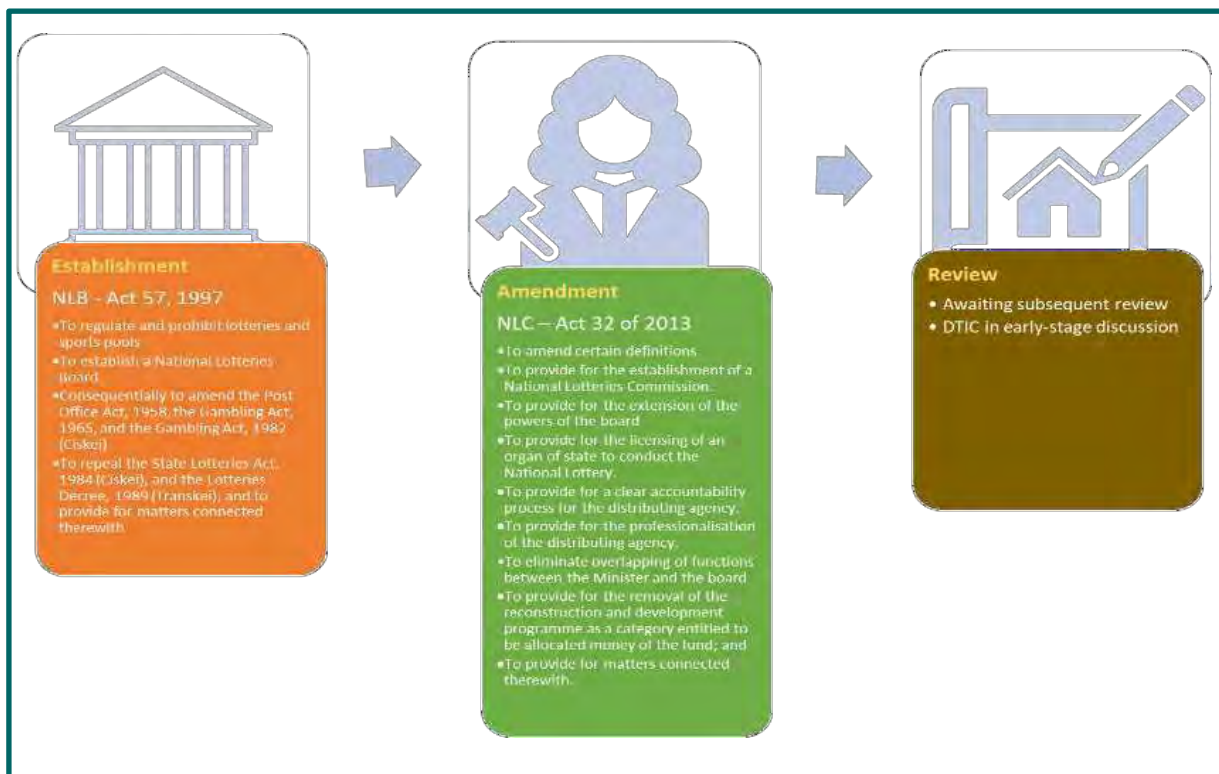 Establishment
NLB - Act 57, 1997
•To regulate and prohibit lotteries and
sports pools
•To establish a National Lotteries
Board
•Consequentially to amend the Post
Office Act, 1958, the Gambling Act,
1965, and the Gambling Act, 1982
(Ciskei)
•To repeal the State Lotteries Act,
1984 (Ciskei), and the Lotteries
Decree, 1989 (Transkei); and to
provide for matters connected
therewith
Amendment
NLC – Act 32 of 2013
•To amend certain definitions
•To provide for the establishment of a
National Lotteries Commission.
•To provide for the extension of the
powers of the board
•To provide for the licensing of an
organ of state to conduct the
National Lottery.
•To provide for a clear accountability
process for the distributing agency.
•To provide for the professionalisation
of the distributing agency.
•To eliminate overlapping of functions
between the Minister and the board
•To provide for the removal of the
reconstruction and development
programme as a category entitled to
be allocated money of the fund; and
•To provide for matters connected
therewith.
Review
• Awaiting subsequent review
• DTIC in early-stage discussion